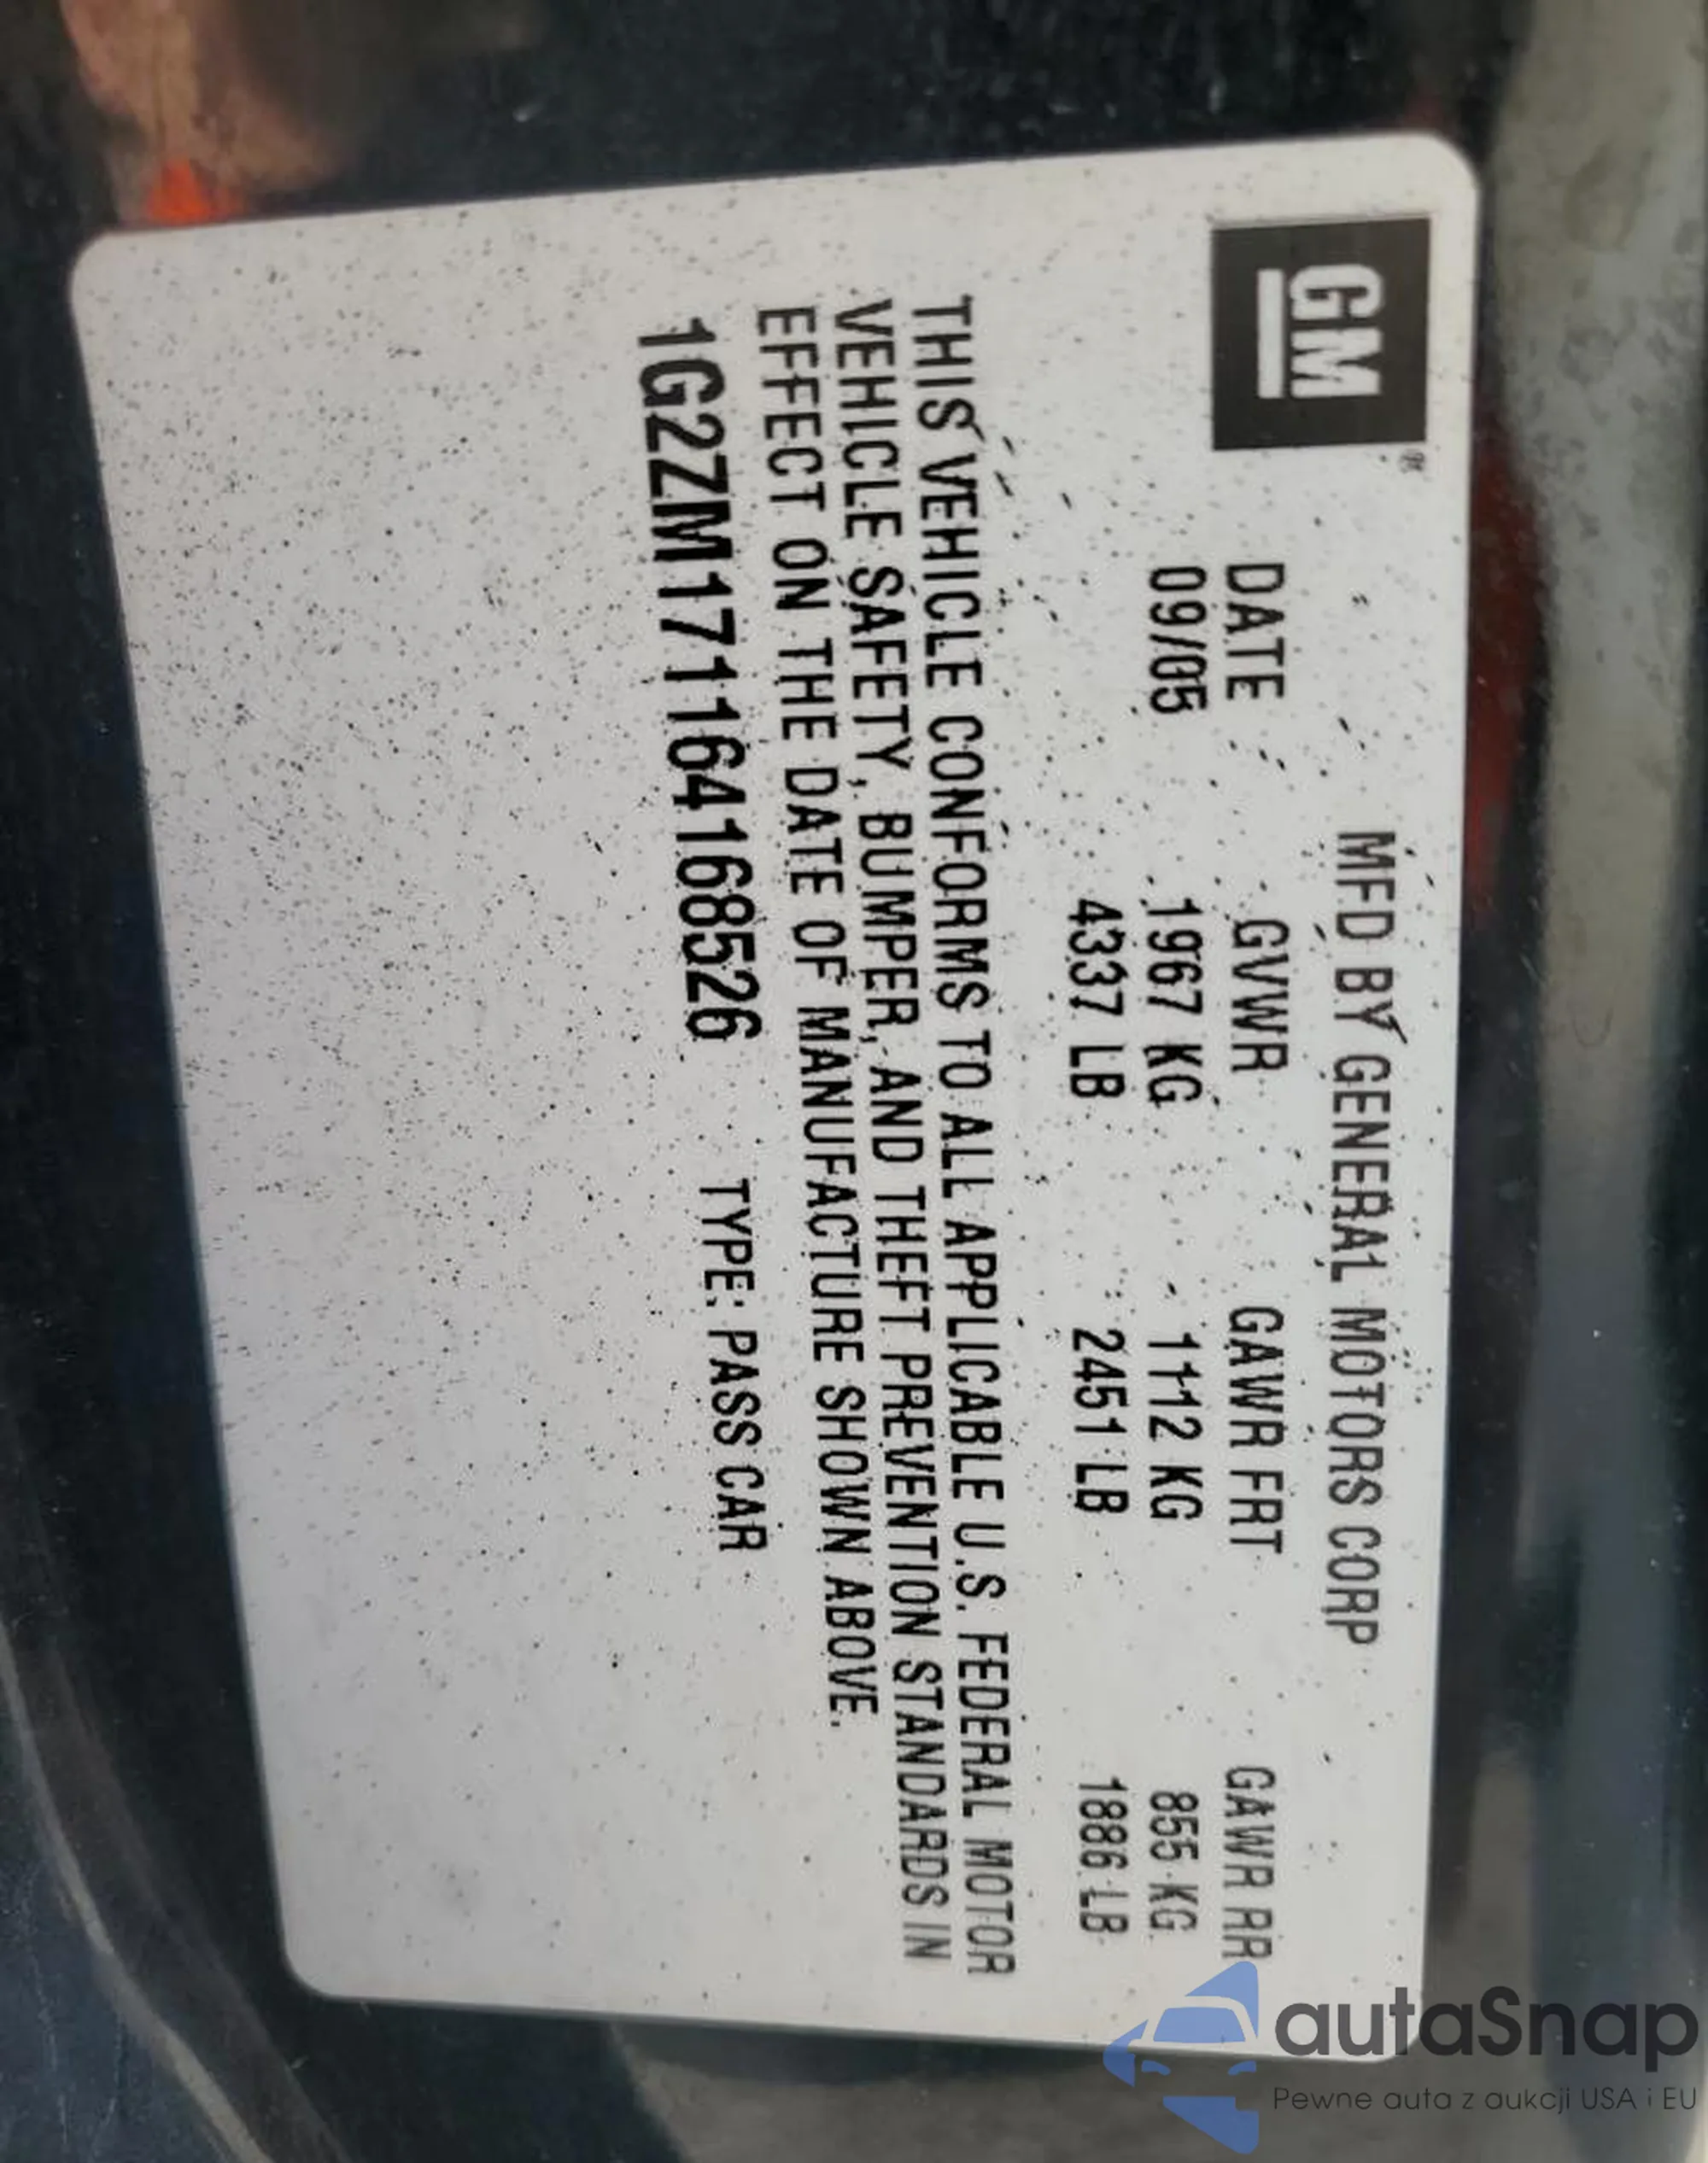 GM®
MFD BY GENERAL MOTORS CORP
DATE GVWR GAWR FRT GAWR RR
09/05 1967 KG 1112 KG 855 KG
4337 LB 2451 LB 1886 LB
THIS VEHICLE CONFORMS TO ALL APPLICABLE U.S. FEDERAL MOTOR
VEHICLE SAFETY, BUMPER, AND THEFT PREVENTION STANDARDS IN
EFFECT ON THE DATE OF MANUFACTURE SHOWN ABOVE.
1G2ZM171164168526 TYPE: PASS CAR
autaSnap
Pewne auta z aukcji USA i EU